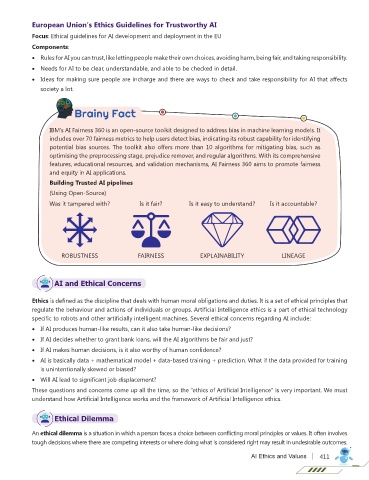 European Union's Ethics Guidelines for Trustworthy AI
Focus: Ethical guidelines for AI development and deployment in the EU
Components:
• Rules for AI you can trust, like letting people make their own choices, avoiding harm, being fair, and taking responsibility.
• Needs for AI to be clear, understandable, and able to be checked in detail.
• Ideas for making sure people are incharge and there are ways to check and take responsibility for AI that affects
society a lot.
Brainy Fact
IBM's AI Fairness 360 is an open-source toolkit designed to address bias in machine learning models. It
includes over 70 fairness metrics to help users detect bias, indicating its robust capability for identifying
potential bias sources. The toolkit also offers more than 10 algorithms for mitigating bias, such as
optimising the preprocessing stage, prejudice remover, and regular algorithms. With its comprehensive
features, educational resources, and validation mechanisms, AI Fairness 360 aims to promote fairness
and equity in AI applications.
Building Trusted AI pipelines
(Using Open-Source)
Was it tampered with? Is it fair? Is it easy to understand? Is it accountable?
ROBUSTNESS FAIRNESS EXPLAINABILITY LINEAGE
AI and Ethical Concerns
Ethics is defined as the discipline that deals with human moral obligations and duties. It is a set of ethical principles that
regulate the behaviour and actions of individuals or groups. Artificial Intelligence ethics is a part of ethical technology
specific to robots and other artificially intelligent machines. Several ethical concerns regarding AI, include:
• If AI produces human-like results, can it also take human-like decisions?
• If AI decides whether to grant bank loans, will the AI algorithms be fair and just?
• If AI makes human decisions, is it also worthy of human confidence?
• AI is basically data + mathematical model + data-based training + prediction. What if the data provided for training
is unintentionally skewed or biased?
• Will AI lead to significant job displacement?
These questions and concerns come up all the time, so the "ethics of Artificial Intelligence" is very important. We must
understand how Artificial Intelligence works and the framework of Artificial Intelligence ethics.
Ethical Dilemma
An ethical dilemma is a situation in which a person faces a choice between conflicting moral principles or values. It often involves
tough decisions where there are competing interests or where doing what is considered right may result in undesirable outcomes.
AI Ethics and Values 411